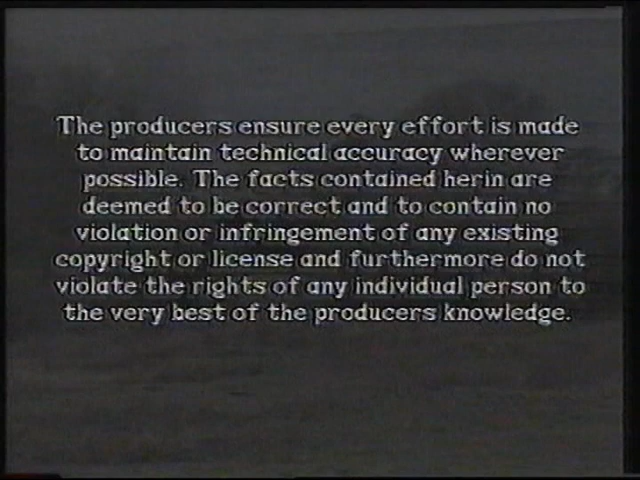 The producers ensure every effort is made
to maintain technical accuracy wherever
possible. The facts contained herin are
deemed to be correct and to contain no
violation or infringement of any existing
copyright or license and furthermore do not
violate the rights of any individual person to
the very best of the producers knowledge.